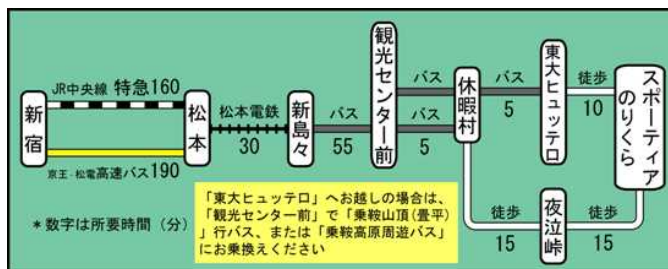 JR中央線 特急160
新宿
松本
京王・松電高速バス190
松本電鉄
30
新島々
バス
55
観光センター前
バス
バス
5
休暇村
バス
5
東大ヒュッテ口
徒歩
10
スポーティア
のりくら
徒歩
15
夜泣峠
徒歩
15
*数字は所要時間(分)
「東大ヒュッテ口」へお越しの場合は、
「観光センター前」で「乗鞍山頂(畳平)
」行バス、または「乗鞍高原周遊バス」
にお乗換えください